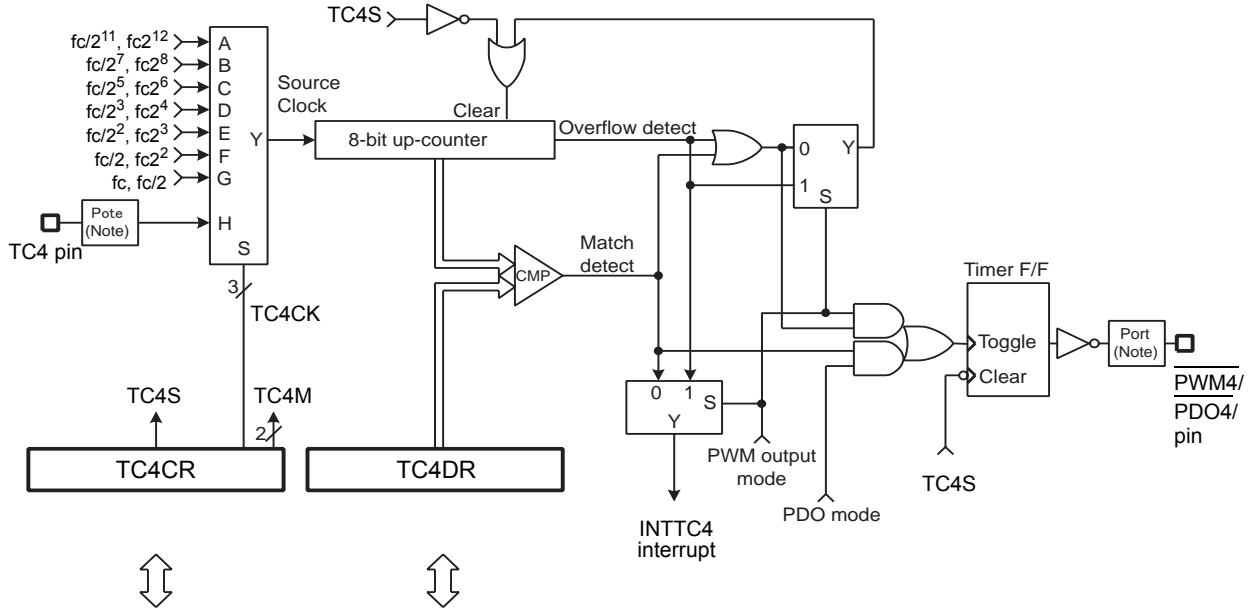 TC4S
fc/2¹¹, fc2¹²
fc/2⁷, fc2⁸
fc/2⁵, fc2⁶
fc/2³, fc2⁴
fc/2², fc2³
fc/2, fc2²
fc, fc/2
A
B
C
D
E
F
G
H
Y
S
Source
Clock
Clear
8-bit up-counter
Overflow detect
0
1
Y
S
Pote
(Note)
TC4 pin
CMP
Match
detect
3
TC4CK
Timer F/F
Toggle
Clear
Port
(Note)
PWM4/
PDO4/
pin
TC4S
TC4M
2
0
1
S
Y
TC4CR
TC4DR
PWM output
mode
PDO mode
TC4S
INTTC4
interrupt